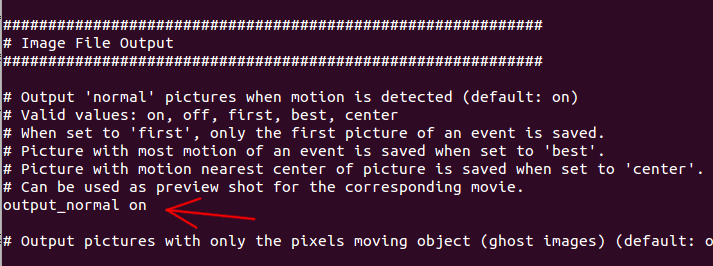 ############################################################
# Image File Output
############################################################
# Output 'normal' pictures when motion is detected (default: on)
# Valid values: on, off, first, best, center
# When set to 'first', only the first picture of an event is saved.
# Picture with most motion of an event is saved when set to 'best'.
# Picture with motion nearest center of picture is saved when set to 'center'.
# Can be used as preview shot for the corresponding movie.
output_normal on
# Output pictures with only the pixels moving object (ghost images) (default: o